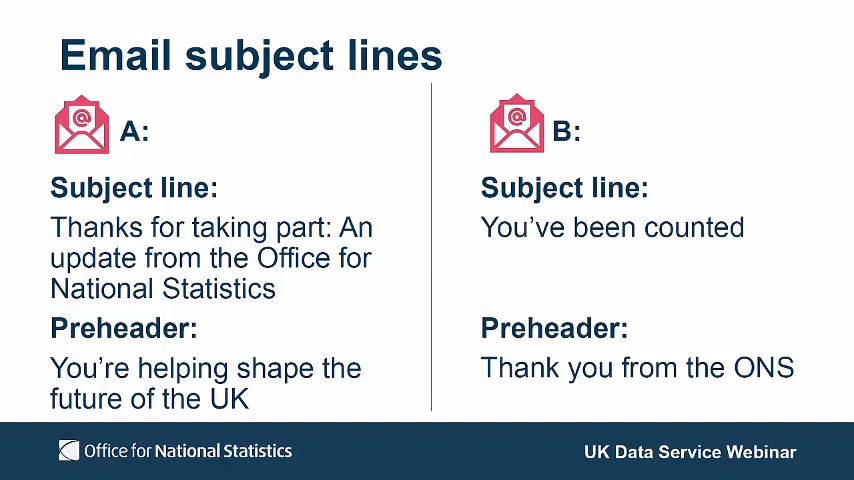 Email subject lines
A:
Subject line:
Thanks for taking part: An
update from the Office for
National Statistics
Preheader:
You’re helping shape the
future of the UK
B:
Subject line:
You’ve been counted
Preheader:
Thank you from the ONS
Office for National Statistics
UK Data Service Webinar